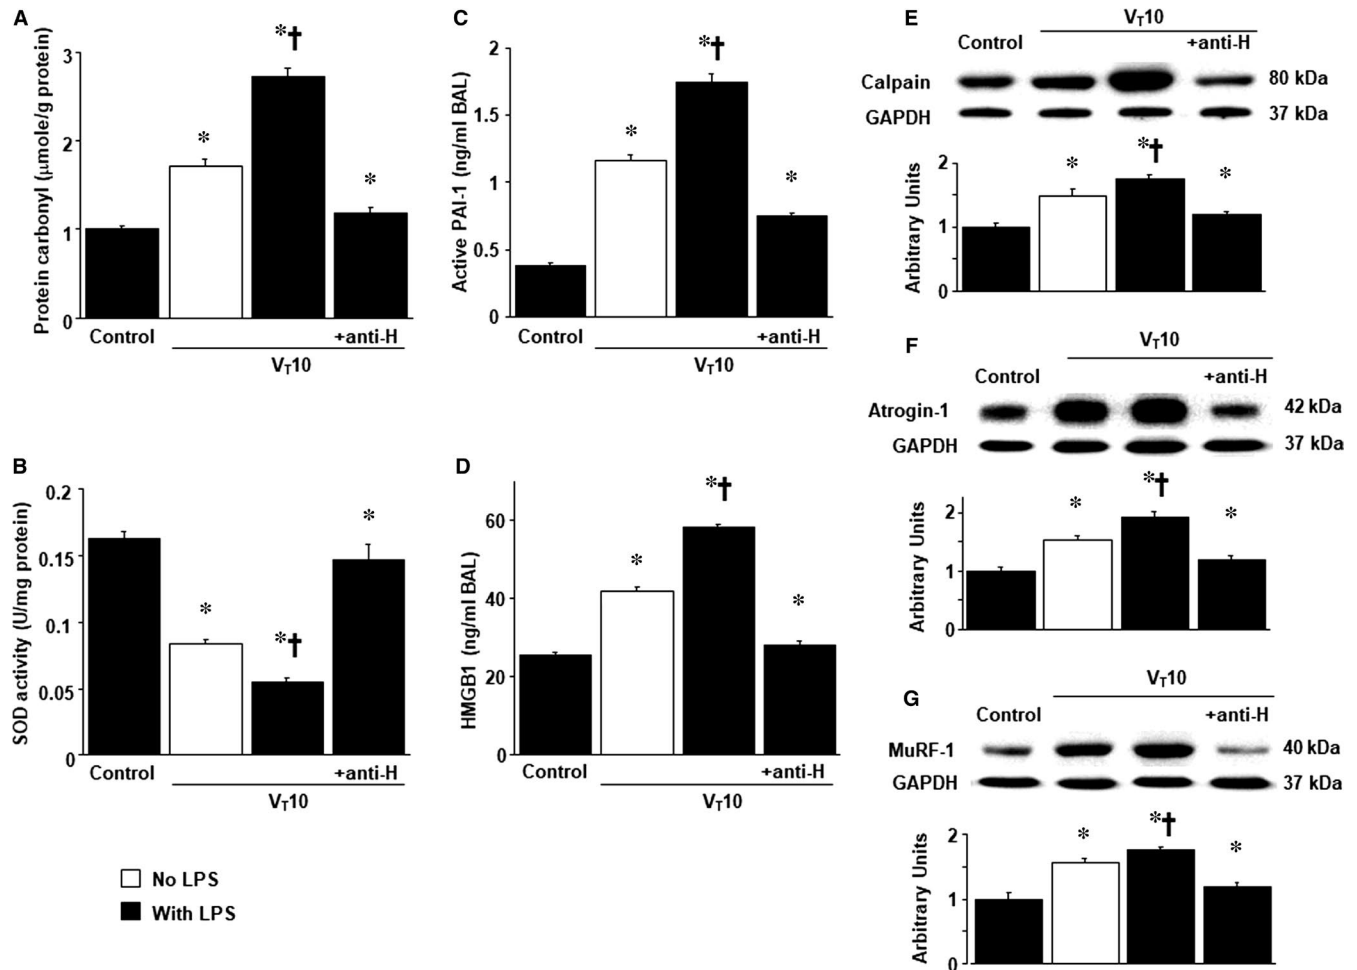 A
Protein carbonyl (µmole/g protein)
3
2
1
0
*
*†
*
Control
+anti-H
VT10
B
SOD activity (U/mg protein)
0.2
0.15
0.1
0.05
0
*
*†
*
Control
+anti-H
VT10
C
Active PAI-1 (ng/ml BAL)
2
1.5
1
0.5
0
*
*†
*
Control
+anti-H
VT10
D
HMGB1 (ng/ml BAL)
60
40
20
0
*
*†
*
Control
+anti-H
VT10
No LPS
With LPS
E
VT10
Control
+anti-H
Calpain
80 kDa
GAPDH
37 kDa
Arbitrary Units
2
1
0
*
*†
*
F
VT10
Control
+anti-H
Atrogin-1
42 kDa
GAPDH
37 kDa
Arbitrary Units
2
1
0
*
*†
*
G
VT10
Control
+anti-H
MuRF-1
40 kDa
GAPDH
37 kDa
Arbitrary Units
2
1
0
*
*†
*